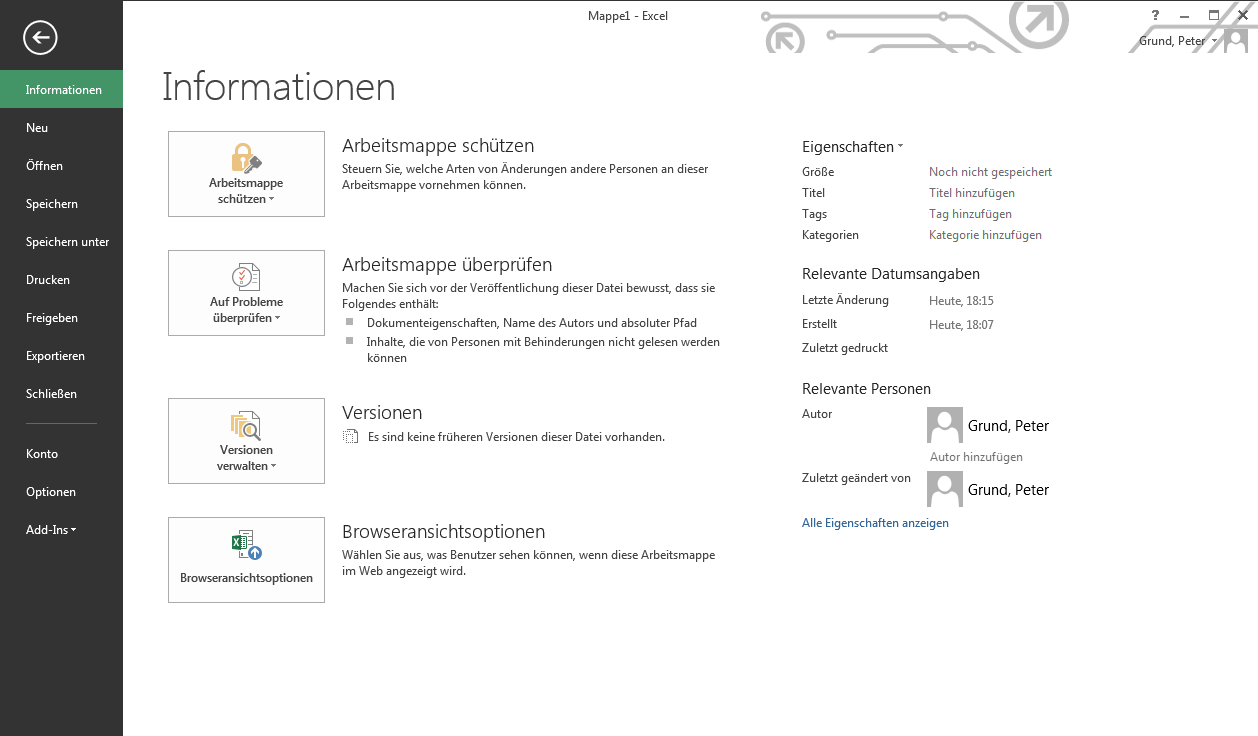 Mappe1 - Excel
?
Grund, Peter
Informationen
Neu
Öffnen
Speichern
Speichern unter
Drucken
Freigeben
Exportieren
Schließen
Konto
Optionen
Add-Ins
Informationen
Arbeitsmappe
schützen
Arbeitsmappe schützen
Steuern Sie, welche Arten von Änderungen andere Personen an dieser
Arbeitsmappe vornehmen können.
Auf Probleme
überprüfen
Arbeitsmappe überprüfen
Machen Sie sich vor der Veröffentlichung dieser Datei bewusst, dass sie
Folgendes enthält:
Dokumenteigenschaften, Name des Autors und absoluter Pfad
Inhalte, die von Personen mit Behinderungen nicht gelesen werden
können
Versionen
verwalten
Versionen
Es sind keine früheren Versionen dieser Datei vorhanden.
Browseransichtsoptionen
Browseransichtsoptionen
Wählen Sie aus, was Benutzer sehen können, wenn diese Arbeitsmappe
im Web angezeigt wird.
Eigenschaften
Größe Noch nicht gespeichert
Titel Titel hinzufügen
Tags Tag hinzufügen
Kategorien Kategorie hinzufügen
Relevante Datumsangaben
Letzte Änderung Heute, 18:15
Erstellt Heute, 18:07
Zuletzt gedruckt
Relevante Personen
Autor Grund, Peter
Autor hinzufügen
Zuletzt geändert von Grund, Peter
Alle Eigenschaften anzeigen